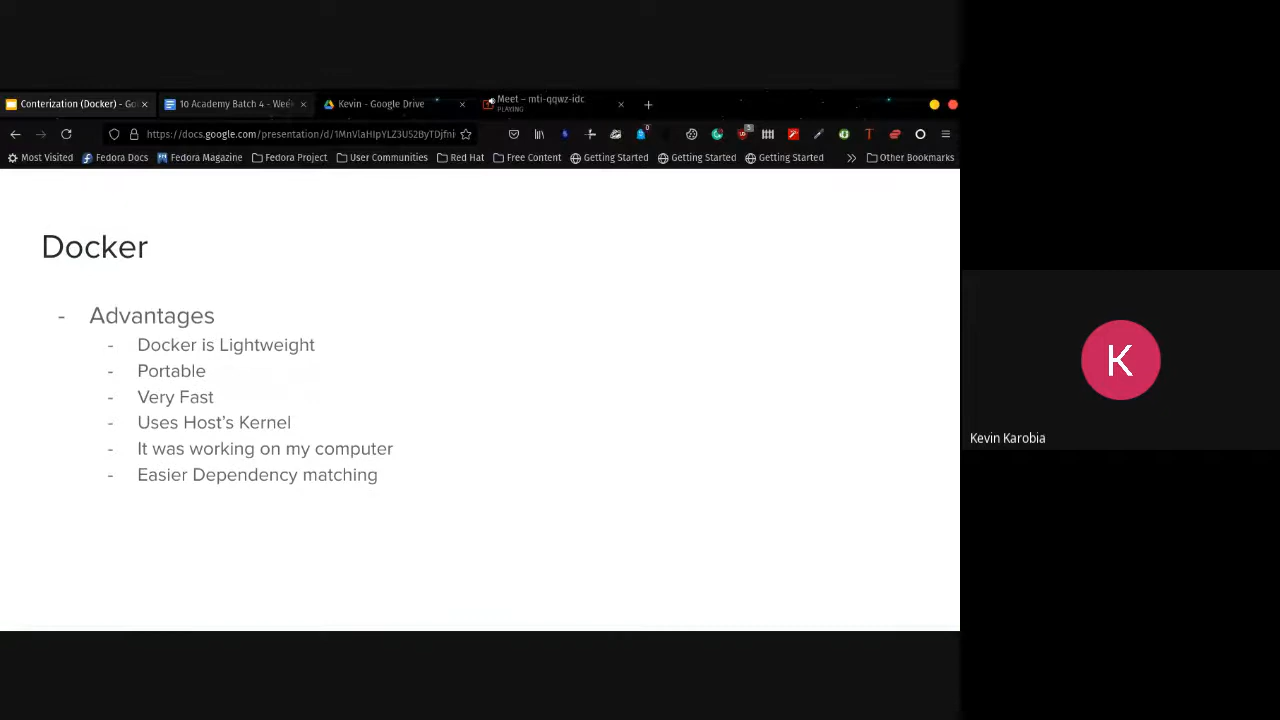 Conterization (Docker) - Go
10 Academy Batch 4 - Week
Kevin - Google Drive
Meet – mti-qqwz-idc
PLAYING
https://docs.google.com/presentation/d/1MnVlaHIpYLZ3U52ByTDjfni
Most Visited
Fedora Docs
Fedora Magazine
Fedora Project
User Communities
Red Hat
Free Content
Getting Started
Getting Started
Getting Started
Other Bookmarks
Docker
- Advantages
- Docker is Lightweight
- Portable
- Very Fast
- Uses Host’s Kernel
- It was working on my computer
- Easier Dependency matching
K
Kevin Karobia